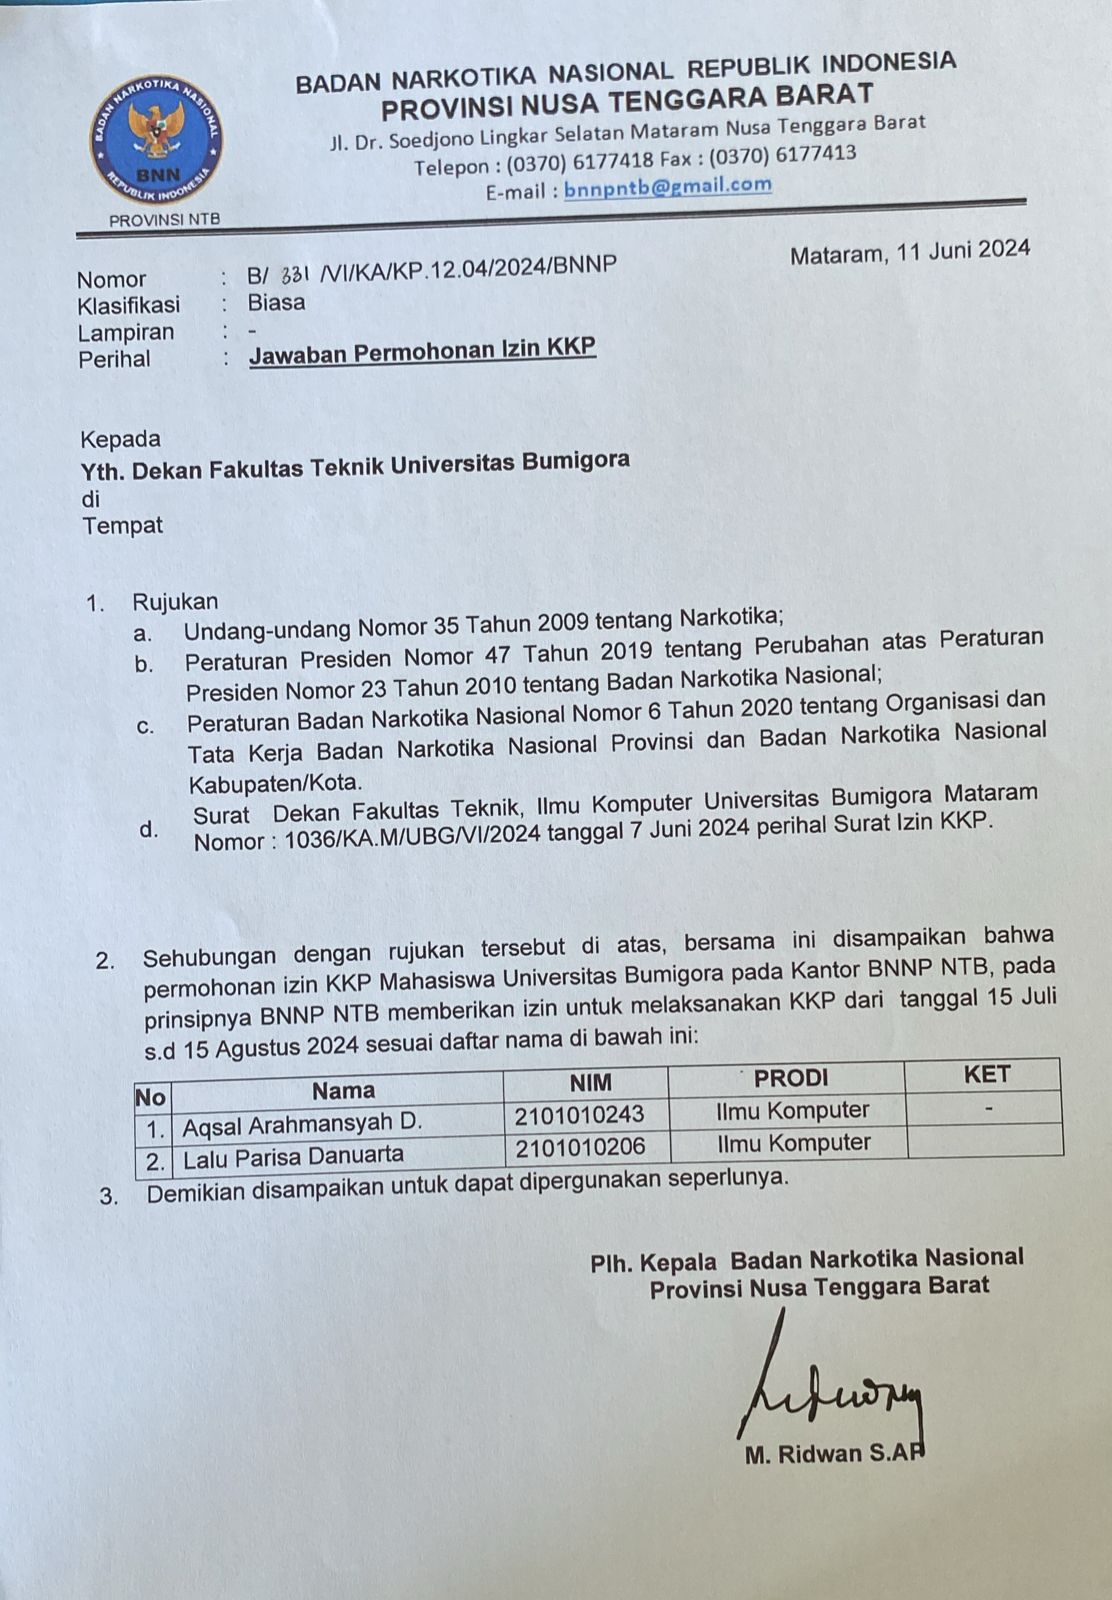 BADAN NARKOTIKA NASIONAL REPUBLIK INDONESIA
PROVINSI NUSA TENGGARA BARAT
Jl. Dr. Soedjono Lingkar Selatan Mataram Nusa Tenggara Barat
Telepon : (0370) 6177418 Fax : (0370) 6177413
E-mail : bnnpntb@gmail.com
BADAN NARKOTIKA NASIONAL
BNN
REPUBLIK INDONESIA
PROVINSI NTB
Mataram, 11 Juni 2024
Nomor : B/ 331 /VI/KA/KP.12.04/2024/BNNP
Klasifikasi : Biasa
Lampiran : -
Perihal : Jawaban Permohonan Izin KKP
Kepada
Yth. Dekan Fakultas Teknik Universitas Bumigora
di
Tempat
1. Rujukan
a. Undang-undang Nomor 35 Tahun 2009 tentang Narkotika;
b. Peraturan Presiden Nomor 47 Tahun 2019 tentang Perubahan atas Peraturan
Presiden Nomor 23 Tahun 2010 tentang Badan Narkotika Nasional;
c. Peraturan Badan Narkotika Nasional Nomor 6 Tahun 2020 tentang Organisasi dan
Tata Kerja Badan Narkotika Nasional Provinsi dan Badan Narkotika Nasional
Kabupaten/Kota.
d. Surat Dekan Fakultas Teknik, Ilmu Komputer Universitas Bumigora Mataram
Nomor : 1036/KA.M/UBG/VI/2024 tanggal 7 Juni 2024 perihal Surat Izin KKP.
2. Sehubungan dengan rujukan tersebut di atas, bersama ini disampaikan bahwa
permohonan izin KKP Mahasiswa Universitas Bumigora pada Kantor BNNP NTB, pada
prinsipnya BNNP NTB memberikan izin untuk melaksanakan KKP dari tanggal 15 Juli
s.d 15 Agustus 2024 sesuai daftar nama di bawah ini:
No Nama NIM PRODI KET
1. Aqsal Arahmansyah D. 2101010243 Ilmu Komputer -
2. Lalu Parisa Danuarta 2101010206 Ilmu Komputer
3. Demikian disampaikan untuk dapat dipergunakan seperlunya.
Plh. Kepala Badan Narkotika Nasional
Provinsi Nusa Tenggara Barat
M. Ridwan S.AP